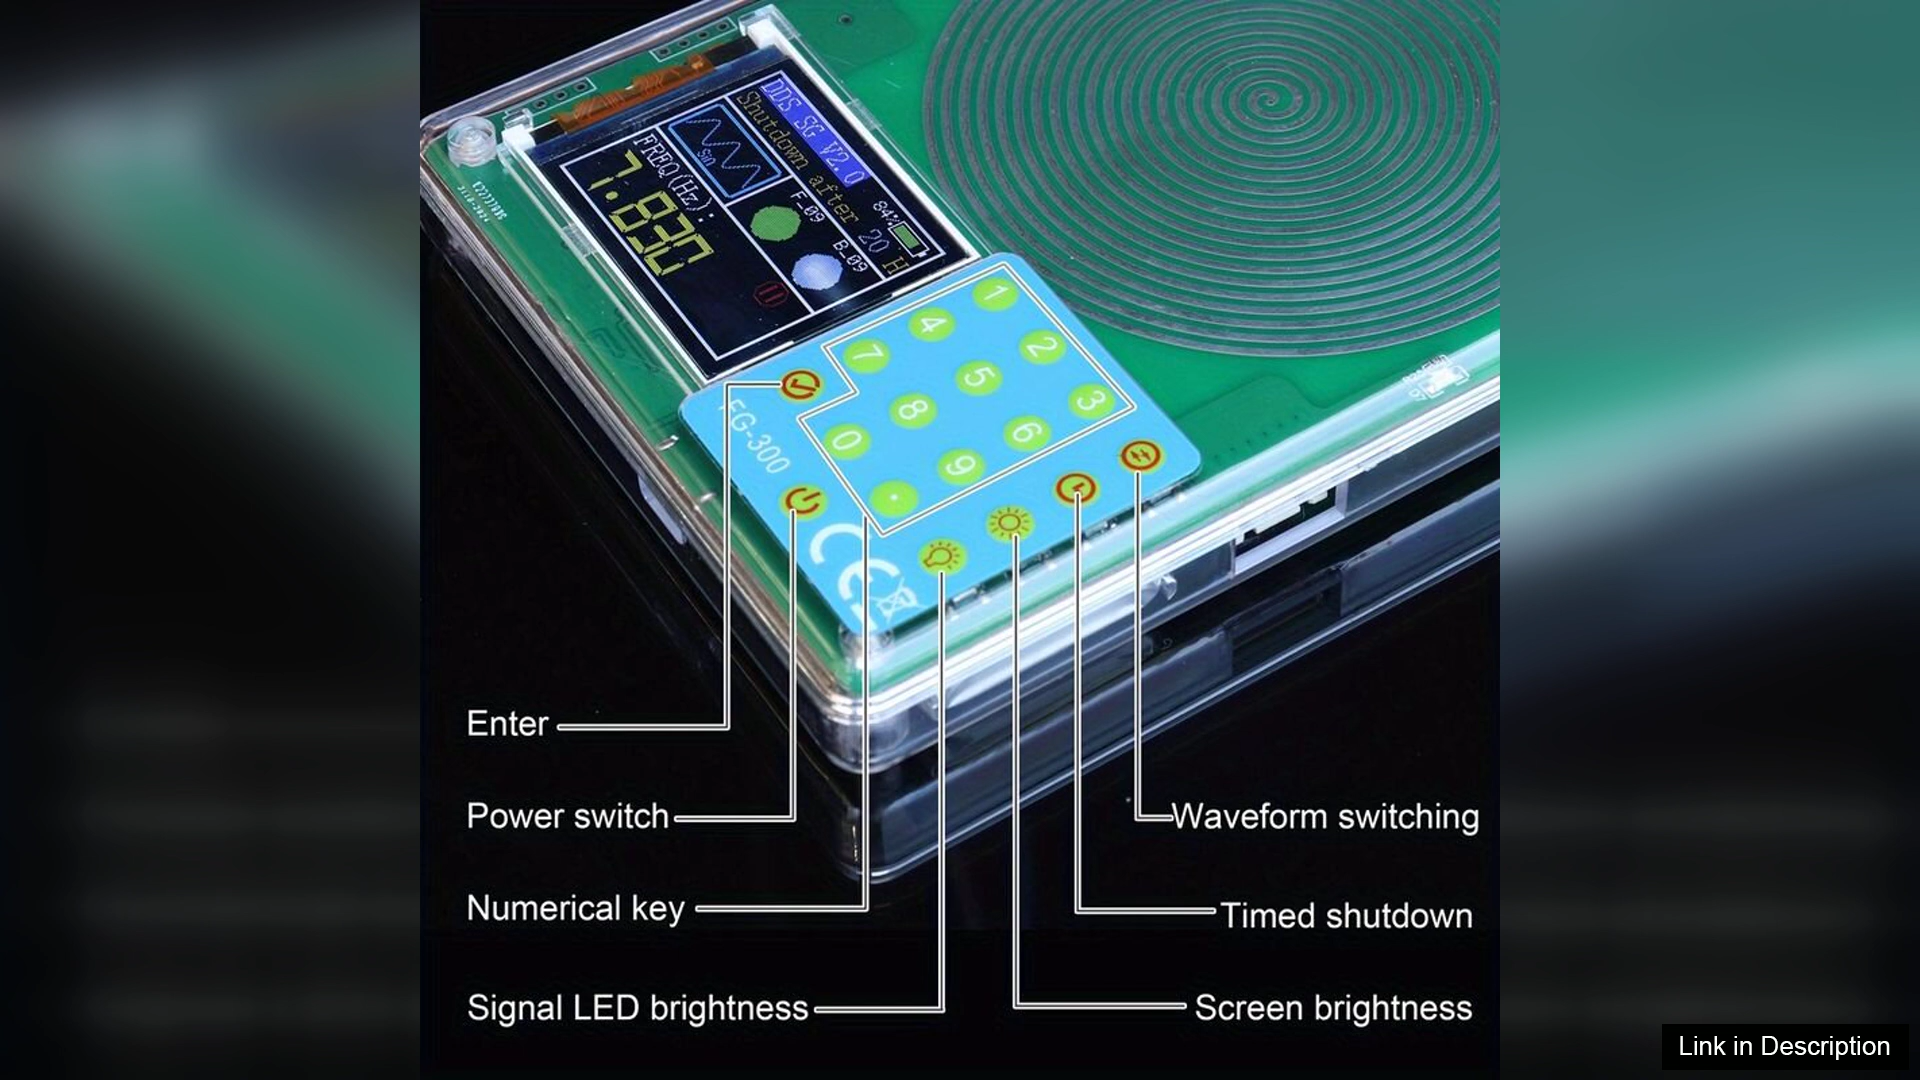 DDS SG V2.0
Shutdown after 20 H
84%
Sin
F_09
B_09
FREQ(Hz):
7.830
1
2
3
4
5
6
7
8
9
0
.
FG-300
CE
Enter
Power switch
Numerical key
Signal LED brightness
Waveform switching
Timed shutdown
Screen brightness
Link in Description